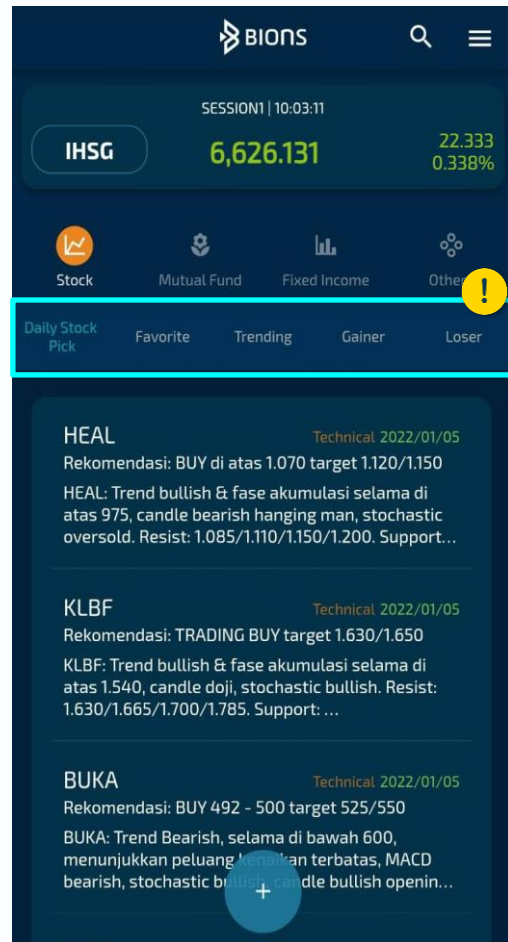 BIONS
SESSION1 | 10:03:11
IHSG
6,626.131
22.333
0.338%
Stock
Mutual Fund
Fixed Income
Other
!
Daily Stock
Pick
Favorite
Trending
Gainer
Loser
HEAL
Technical 2022/01/05
Rekomendasi: BUY di atas 1.070 target 1.120/1.150
HEAL: Trend bullish & fase akumulasi selama di
atas 975, candle bearish hanging man, stochastic
oversold. Resist: 1.085/1.110/1.150/1.200. Support...
KLBF
Technical 2022/01/05
Rekomendasi: TRADING BUY target 1.630/1.650
KLBF: Trend bullish & fase akumulasi selama di
atas 1.540, candle doji, stochastic bullish. Resist:
1.630/1.665/1.700/1.785. Support: ...
BUKA
Technical 2022/01/05
Rekomendasi: BUY 492 - 500 target 525/550
BUKA: Trend Bearish, selama di bawah 600,
menunjukkan peluang kenaikan terbatas, MACD
bearish, stochastic bullish, candle bullish openin...
+